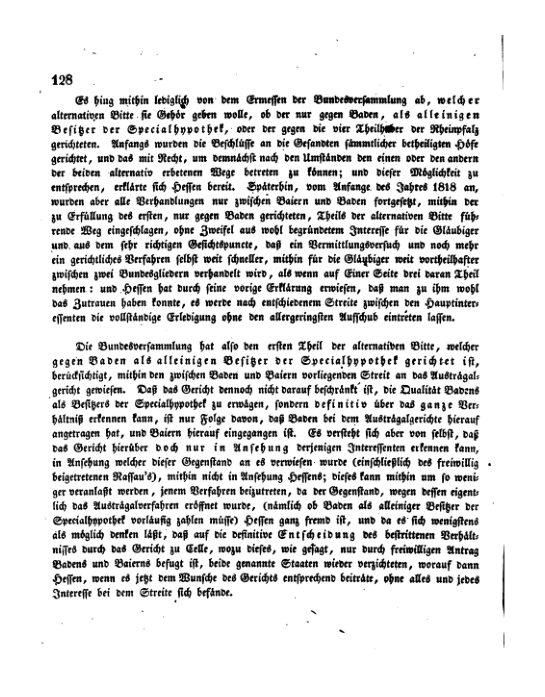 128
Es hing mithin lediglich von dem Ermessen der Bundesversammlung ab, welcher
alternativen Bitte sie Gehör geben wolle, ob der nur gegen Baden, als alleinigen
Besitzer der Specialhypothek, oder der gegen die vier Theilhaber der Rheinpfalz
gerichteten. Anfangs wurden die Beschlüsse an die Gesandten sämmtlicher betheiligten Höfe
gerichtet, und das mit Recht, um demnächst nach den Umständen den einen oder den andern
der beiden alternativ erbetenen Wege betreten zu können; und dieser Möglichkeit zu
entsprechen, erklärte sich Hessen bereit. Späterhin, vom Anfange des Jahres 1818 an,
wurden aber alle Verhandlungen nur zwischen Baiern und Baden fortgesetzt, mithin der
zu Erfüllung des ersten, nur gegen Baden gerichteten, Theils der alternativen Bitte füh-
rende Weg eingeschlagen, ohne Zweifel aus wohl begründetem Interesse für die Gläubiger
und aus dem sehr richtigen Gesichtspuncte, daß ein Vermittlungsversuch und noch mehr
ein gerichtliches Verfahren selbst weit schneller, mithin für die Gläubiger weit vortheilhafter
zwischen zwei Bundesgliedern verhandelt wird, als wenn auf Einer Seite drei daran Theil
nehmen: und Hessen hat durch seine vorige Erklärung erwiesen, daß man zu ihm wohl
das Zutrauen haben konnte, es werde nach entschiedenem Streite zwischen den Hauptinter-
essenten die vollständige Erledigung ohne den allergeringsten Aufschub eintreten lassen.
Die Bundesversammlung hat also den ersten Theil der alternativen Bitte, welcher
gegen Baden als alleinigen Besitzer der Specialhypothek gerichtet ist,
berücksichtigt, mithin den zwischen Baden und Baiern vorliegenden Streit an das Austrägal-
gericht gewiesen. Daß das Gericht dennoch nicht darauf beschränkt ist, die Qualität Badens
als Besitzers der Specialhypothek zu erwägen, sondern definitiv über das ganze Ver-
hältniß erkennen kann, ist nur Folge davon, daß Baden bei dem Austrägalgerichte hierauf
angetragen hat, und Baiern hierauf eingegangen ist. Es versteht sich aber von selbst, daß
das Gericht hierüber doch nur in Ansehung derjenigen Interessenten erkennen kann,
in Ansehung welcher dieser Gegenstand an es verwiesen wurde (einschließlich des freiwillig
beigetretenen Nassau's), mithin nicht in Ansehung Hessens; dieses kann mithin um so weni-
ger veranlaßt werden, jenem Verfahren beizutreten, da der Gegenstand, wegen dessen eigent-
lich das Austrägalverfahren eröffnet wurde, (nämlich ob Baden als alleiniger Besitzer der
Specialhypothek vorläufig zahlen müsse) Hessen ganz fremd ist, und da es sich wenigstens
als möglich denken läßt, daß auf die definitive Entscheidung des bestrittenen Verhält-
nisses durch das Gericht zu Celle, wozu dieses, wie gesagt, nur durch freiwilligen Antrag
Badens und Baierns befugt ist, beide genannte Staaten wieder verzichteten, worauf dann
Hessen, wenn es jetzt dem Wunsche des Gerichts entsprechend beiträte, ohne alles und jedes
Interesse bei dem Streite sich befände.